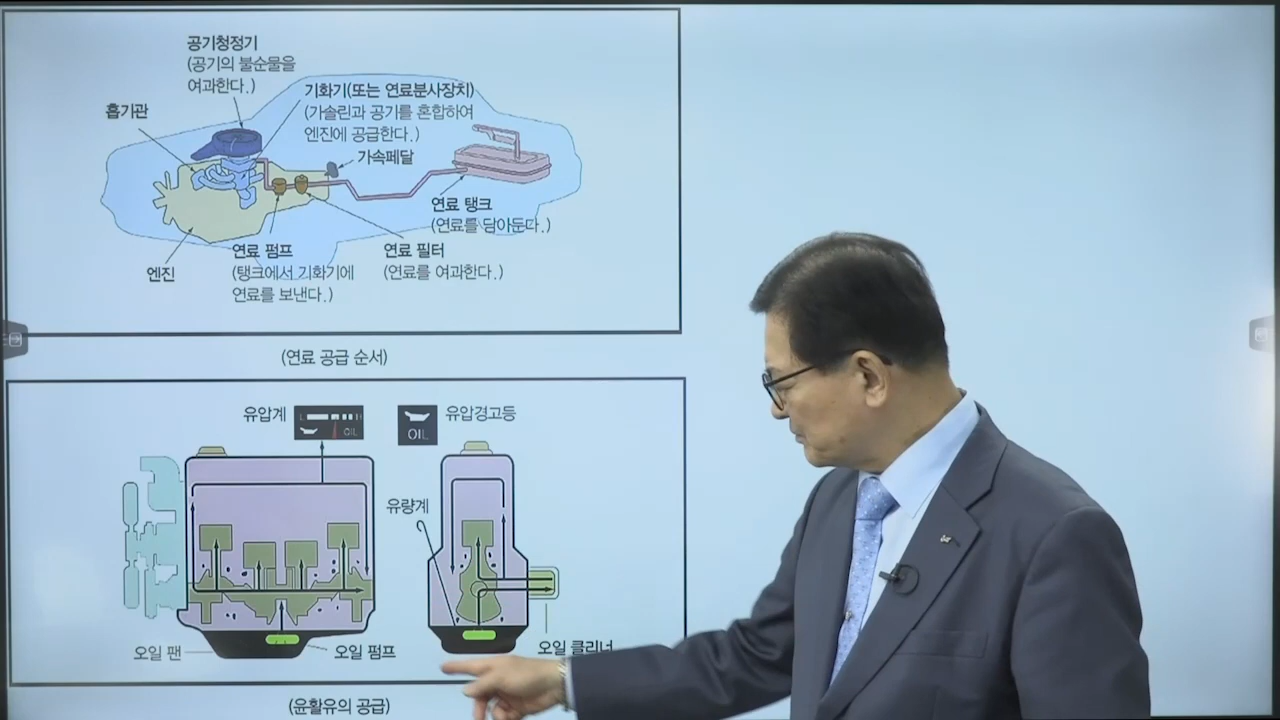 공기청정기
(공기의 불순물을
여과한다.)
기화기(또는 연료분사장치)
(가솔린과 공기를 혼합하여
엔진에 공급한다.)
흡기관
가속페달
연료 탱크
(연료를 담아둔다.)
연료 펌프
(탱크에서 기화기에
연료를 보낸다.)
연료 필터
(연료를 여과한다.)
엔진
(연료 공급 순서)
유압계
OIL
OIL
유압경고등
유량계
오일 팬
오일 펌프
오일 클리너
(윤활유의 공급)